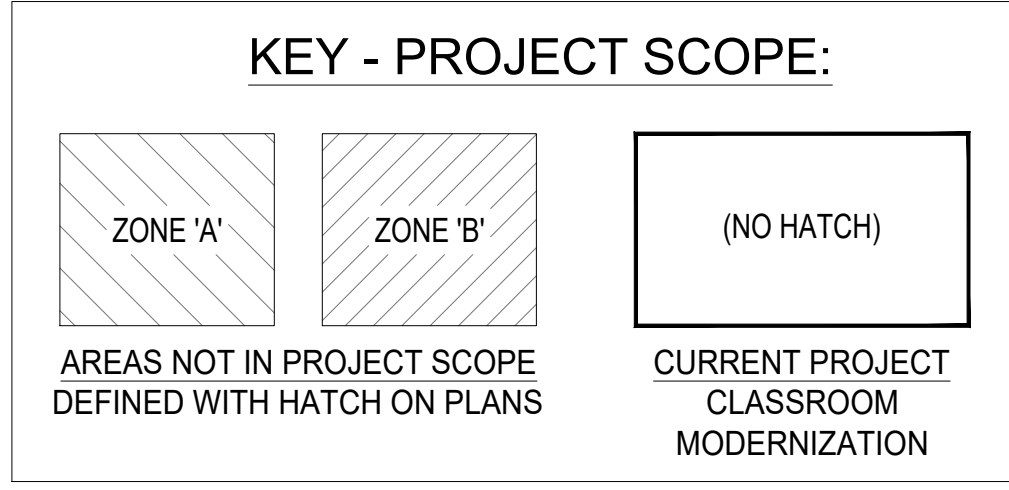 KEY - PROJECT SCOPE:
ZONE 'A'
ZONE 'B'
(NO HATCH)
AREAS NOT IN PROJECT SCOPE
DEFINED WITH HATCH ON PLANS
CURRENT PROJECT
CLASSROOM
MODERNIZATION